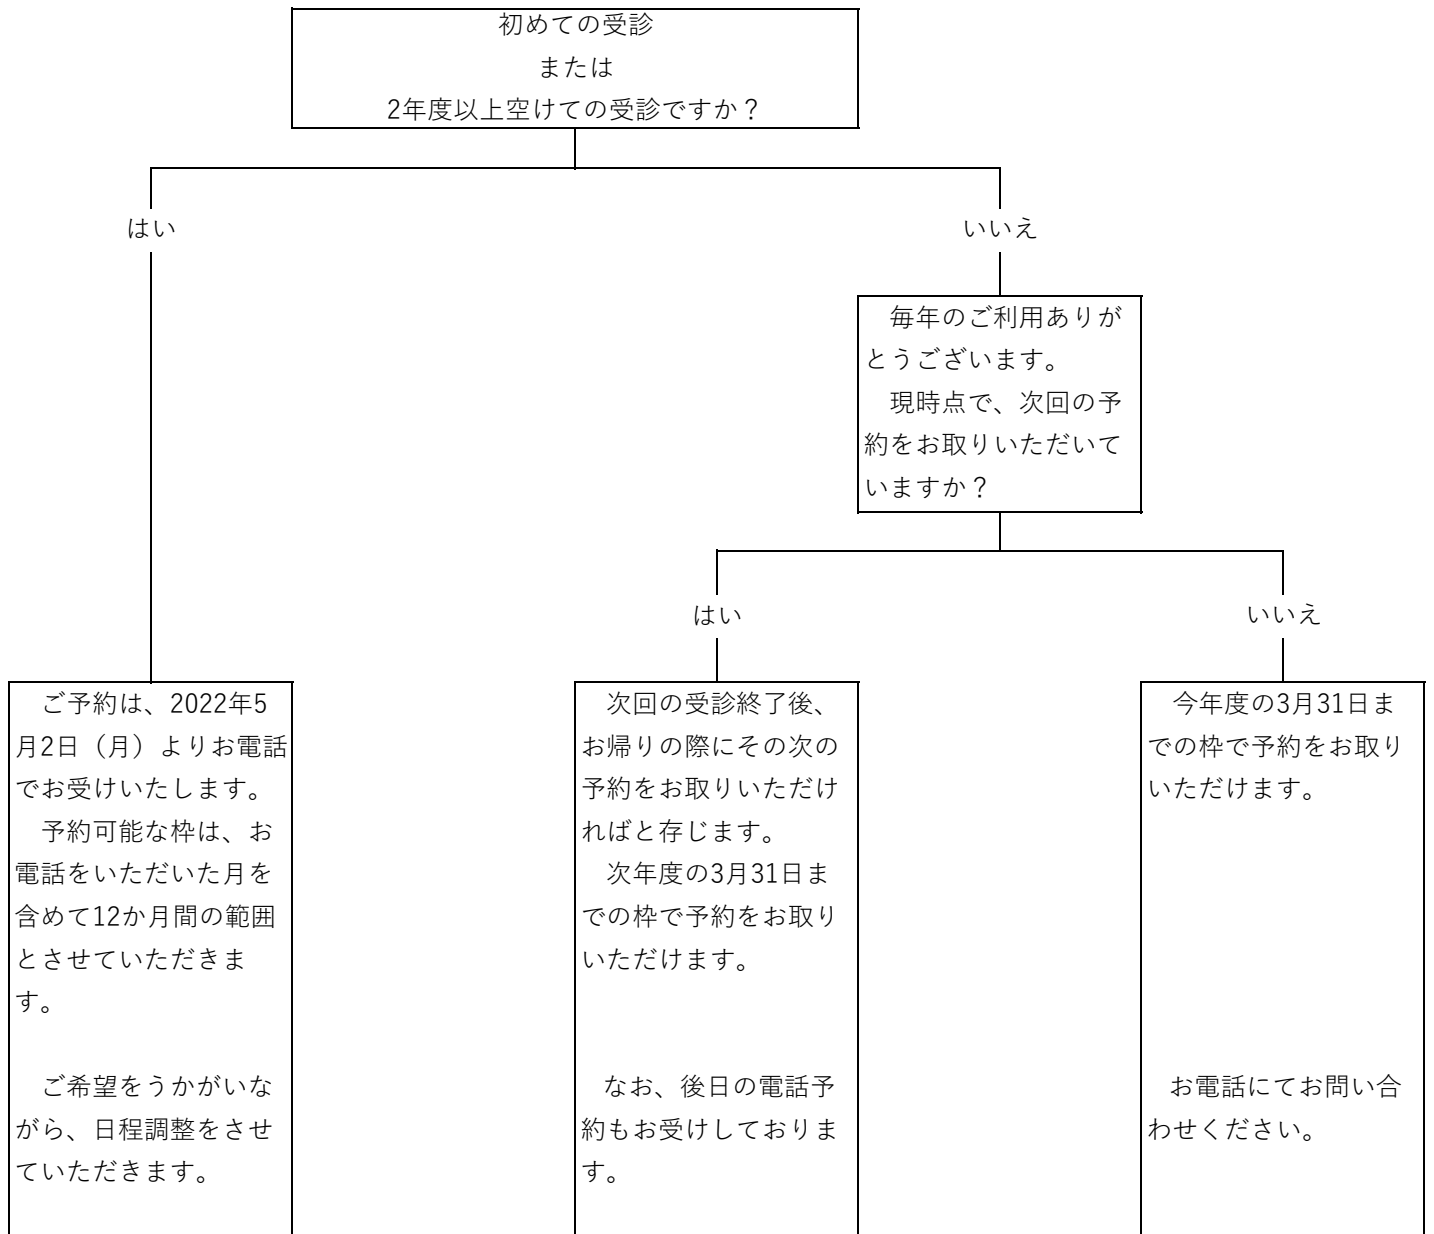 初めての受診
または
2年度以上空けての受診ですか？
はい
いいえ
毎年のご利用ありが
とうございます。
現時点で、次回の予
約をお取りいただいて
いますか？
はい
いいえ
ご予約は、2022年5
月2日（月）よりお電話
でお受けいたします。
予約可能な枠は、お
電話をいただいた月を
含めて12か月間の範囲
とさせていただきま
す。
ご希望をうかがいな
がら、日程調整をさせ
ていただきます。
次回の受診終了後、
お帰りの際にその次の
予約をお取りいただけ
ればと存じます。
次年度の3月31日ま
での枠で予約をお取り
いただけます。
なお、後日の電話予
約もお受けしておりま
す。
今年度の3月31日ま
での枠で予約をお取り
いただけます。
お電話にてお問い合
わせください。